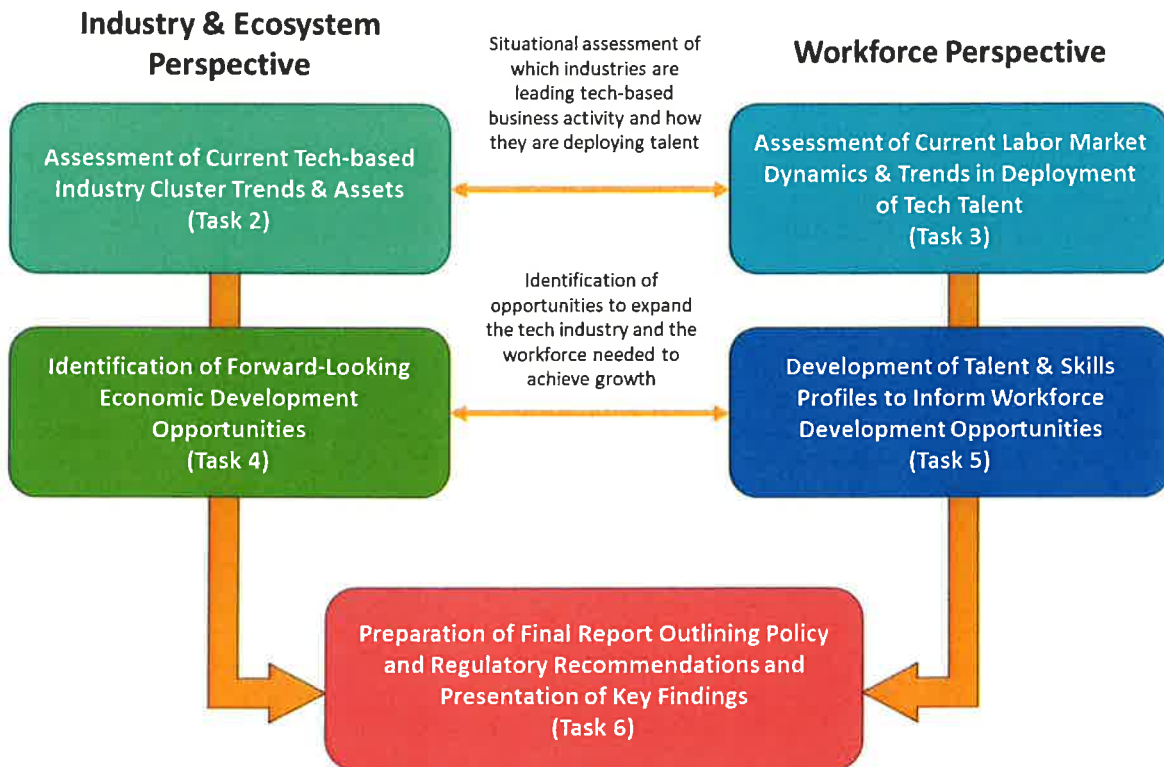 Industry & Ecosystem
Perspective
Situational assessment of
which industries are
leading tech-based
business activity and how
they are deploying talent
Workforce Perspective
Assessment of Current Tech-based
Industry Cluster Trends & Assets
(Task 2)
Assessment of Current Labor Market
Dynamics & Trends in Deployment
of Tech Talent
(Task 3)
Identification of
opportunities to expand
the tech industry and the
workforce needed to
achieve growth
Identification of Forward-Looking
Economic Development
Opportunities
(Task 4)
Development of Talent & Skills
Profiles to Inform Workforce
Development Opportunities
(Task 5)
Preparation of Final Report Outlining Policy
and Regulatory Recommendations and
Presentation of Key Findings
(Task 6)